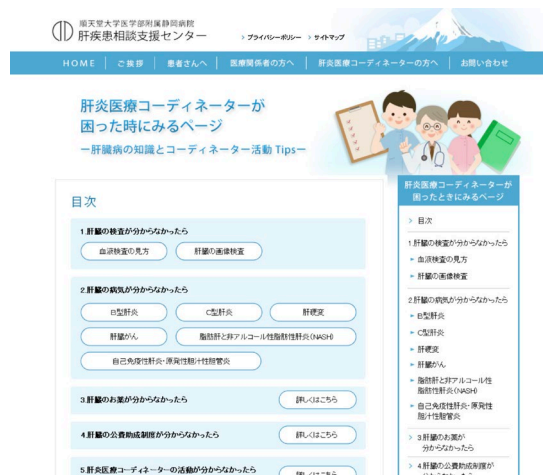 順天堂大学医学部附属静岡病院
肝疾患相談支援センター
> プライバシーポリシー > サイトマップ
HOME ご挨拶 患者さんへ 医療関係者の方へ 肝炎医療コーディネーターの方へ お問い合わせ
肝炎医療コーディネーターが
困った時にみるページ
ー肝臓病の知識とコーディネーター活動 Tipsー
目次
1.肝臓の検査が分からなかったら
血液検査の見方 肝臓の画像検査
2.肝臓の病気が分からなかったら
B型肝炎 C型肝炎 肝硬変
肝臓がん 脂肪肝と非アルコール性脂肪性肝炎(NASH)
自己免疫性肝炎・原発性胆汁性胆管炎
3.肝臓のお薬が分からなかったら 詳しくはこちら
4.肝臓の公費助成制度が分からなかったら 詳しくはこちら
5.肝炎医療コーディネーターの活動が分からなかったら 詳しくはこちら
肝炎医療コーディネーターが
困ったときにみるページ
> 目次
1.肝臓の検査が分からなかったら
血液検査の見方
肝臓の画像検査
2.肝臓の病気が分からなかったら
B型肝炎
C型肝炎
肝硬変
肝臓がん
脂肪肝と非アルコール性
脂肪性肝炎(NASH)
自己免疫性肝炎・原発性
胆汁性胆管炎
> 3.肝臓のお薬が
分からなかったら
> 4.肝臓の公費助成制度が